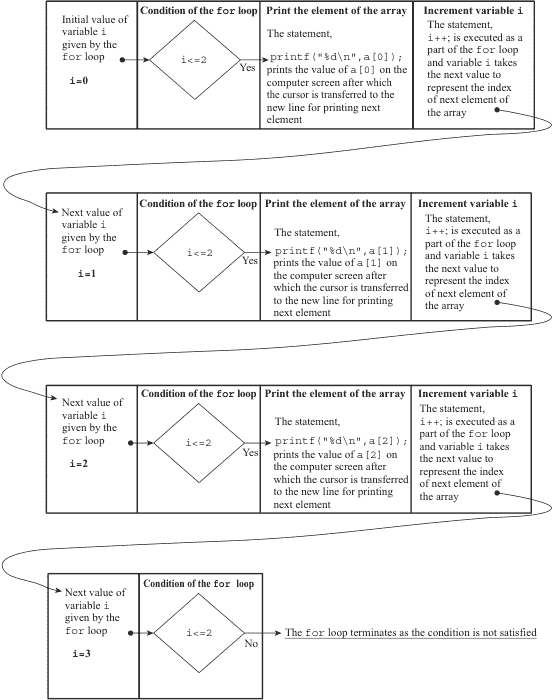 Initial value of
variable i
given by the
for loop
i=0
Condition of the for loop
i<=2
Yes
Print the element of the array
The statement,
printf("%d\n",a[0]);
prints the value of a[0] on the
computer screen after which
the cursor is transferred to the
new line for printing next
element
Increment variable i
The statement,
i++; is executed as a
part of the for loop
and variable i takes
the next value to
represent the index
of next element of
the array
Next value of
variable i
given by the
for loop
i=1
Condition of the for loop
i<=2
Yes
Print the element of the array
The statement,
printf("%d\n",a[1]);
prints the value of a[1] on
the computer screen after
which the cursor is transferred
to the new line for printing
next element
Increment variable i
The statement,
i++; is executed as a
part of the for loop
and variable i takes
the next value to
represent the index
of next element of
the array
Next value of
variable i
given by the
for loop
i=2
Condition of the for loop
i<=2
Yes
Print the element of the array
The statement,
printf("%d\n",a[2]);
prints the value of a[2] on
the computer screen after
which the cursor is transferred
to the new line for printing
next element
Increment variable i
The statement,
i++; is executed as a
part of the for loop
and variable i takes
the next value to
represent the index
of next element of
the array
Next value of
variable i
given by the
for loop
i=3
Condition of the for loop
i<=2
No
The for loop terminates as the condition is not satisfied